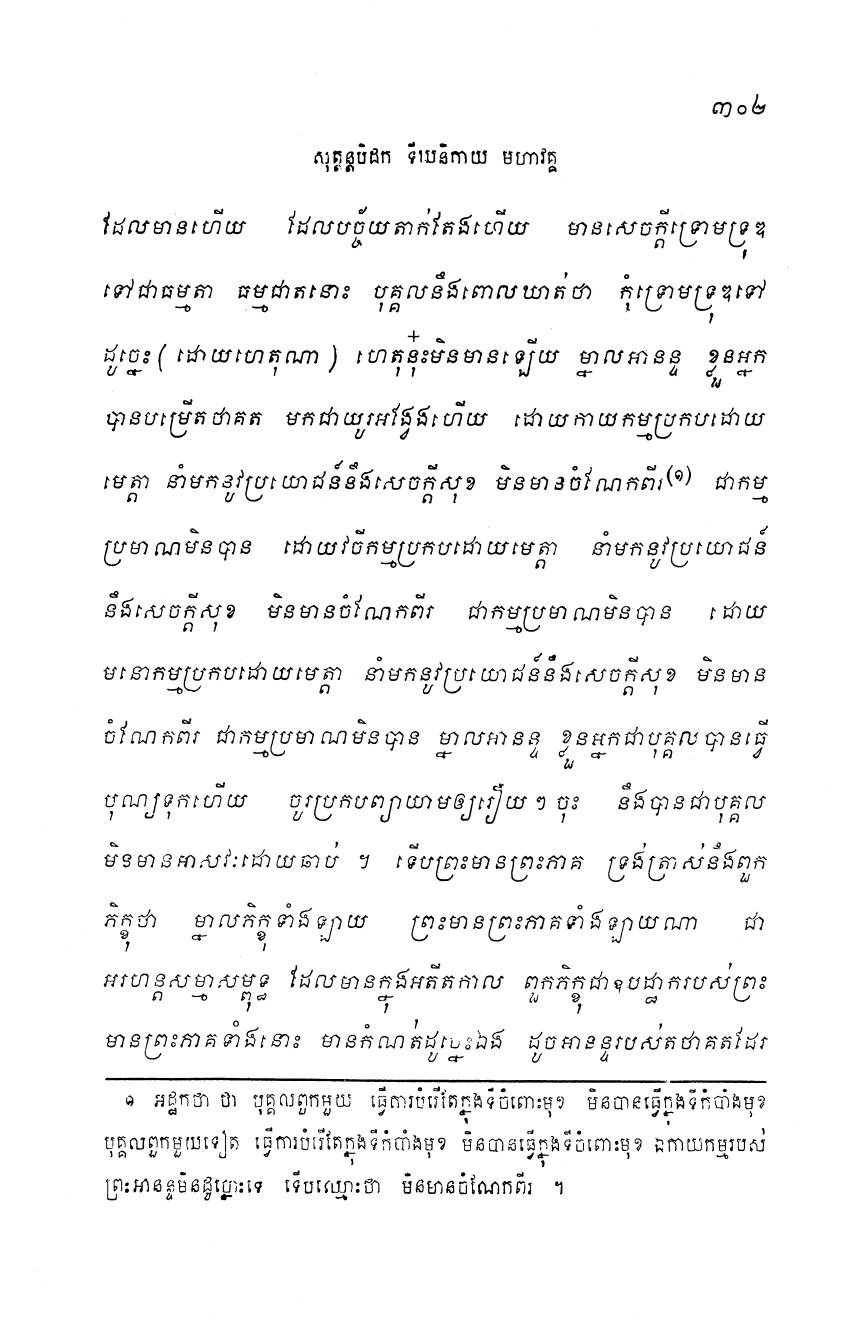 ៣០២
សុត្តន្តបិដក ទីឃនិកាយ មហាវគ្គ
ដែលមានហើយ ដែលបច្ច័យតាក់តែងហើយ មានសេចក្តីទ្រោមទ្រុឌ
ទៅជាធម្មតា ធម្មជាតនោះ បុគ្គលនឹងពោលឃាត់ថា កុំទ្រោមទ្រុឌទៅ
ដូច្នេះ ( ដោយហេតុណា ) ហេតុនុ៎ះមិនមានឡើយ ម្នាលអានន្ទ ខ្លួនអ្នក
បានបម្រើតថាគត មកជាយូរអង្វែងហើយ ដោយកាយកម្មប្រកបដោយ
មេត្តា នាំមកនូវប្រយោជន៍នឹងសេចក្តីសុខ មិនមានចំណែកពីរ(១) ជាកម្ម
ប្រមាណមិនបាន ដោយវចីកម្មប្រកបដោយមេត្តា នាំមកនូវប្រយោជន៍
នឹងសេចក្តីសុខ មិនមានចំណែកពីរ ជាកម្មប្រមាណមិនបាន ដោយ
មនោកម្មប្រកបដោយមេត្តា នាំមកនូវប្រយោជន៍នឹងសេចក្តីសុខ មិនមាន
ចំណែកពីរ ជាកម្មប្រមាណមិនបាន ម្នាលអានន្ទ ខ្លួនអ្នកជាបុគ្គលបានធ្វើ
បុណ្យទុកហើយ ចូរប្រកបព្យាយាមឲ្យរឿយ ៗ ចុះ នឹងបានជាបុគ្គល
មិនមានអាសវៈដោយឆាប់ ។ ទើបព្រះមានព្រះភាគ ទ្រង់ត្រាស់នឹងពួក
ភិក្ខុថា ម្នាលភិក្ខុទាំងឡាយ ព្រះមានព្រះភាគទាំងឡាយណា ជា
អរហន្តសម្មាសម្ពុទ្ធ ដែលមានក្នុងអតីតកាល ពួកភិក្ខុជាឧបដ្ឋាករបស់ព្រះ
មានព្រះភាគទាំងនោះ មានកំណត់ដូច្នេះឯង ដូចអានន្ទរបស់តថាគតដែរ
១ អដ្ឋកថា ថា បុគ្គលពួកមួយ ធ្វើការបំរើតែក្នុងទីចំពោះមុខ មិនបានធ្វើក្នុងទីកំបាំងមុខ
បុគ្គលពួកមួយទៀត ធ្វើការបំរើតែក្នុងទីកំបាំងមុខ មិនបានធ្វើក្នុងទីចំពោះមុខ ឯកាយកម្មរបស់
ព្រះអានន្ទមិនដូច្នោះទេ ទើបឈ្មោះថា មិនមានចំណែកពីរ ។